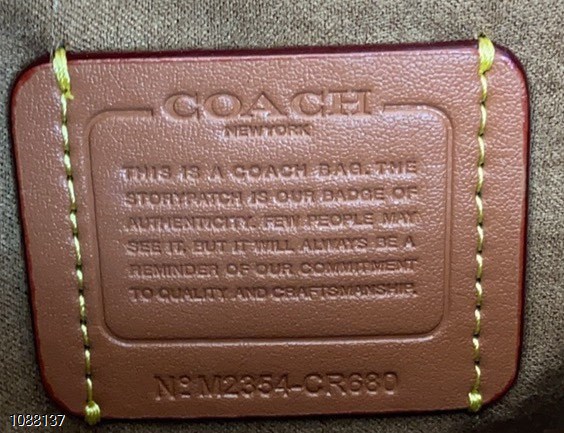 COACH
NEW YORK
THIS IS A COACH BAG. THE
STORYPATCH IS OUR BADGE OF
AUTHENTICITY. FEW PEOPLE MAY
SEE IT, BUT IT WILL ALWAYS BE A
REMINDER OF OUR COMMITMENT
TO QUALITY AND CRAFTSMANSHIP.
Nº M2354-CR680
1088137